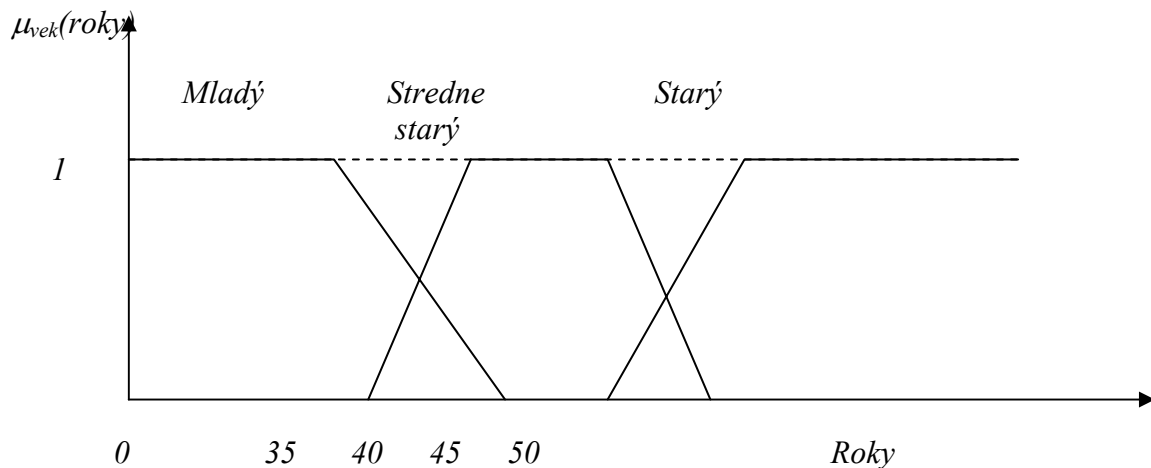 μvek(roky)
Mladý
Stredne
starý
Starý
1
0 35 40 45 50 Roky